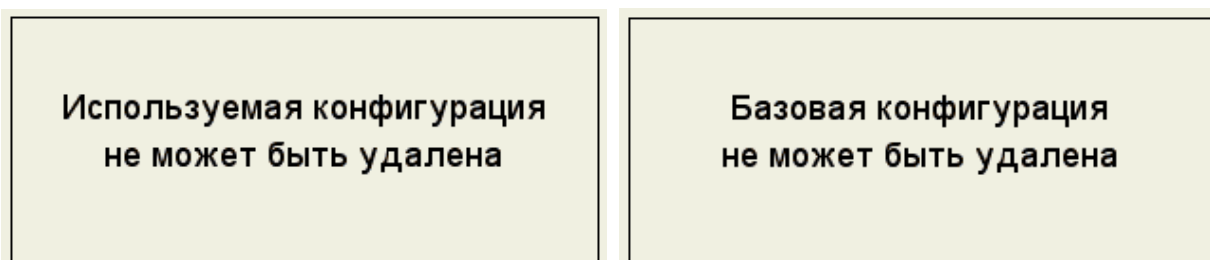 Используемая конфигурация
не может быть удалена
Базовая конфигурация
не может быть удалена